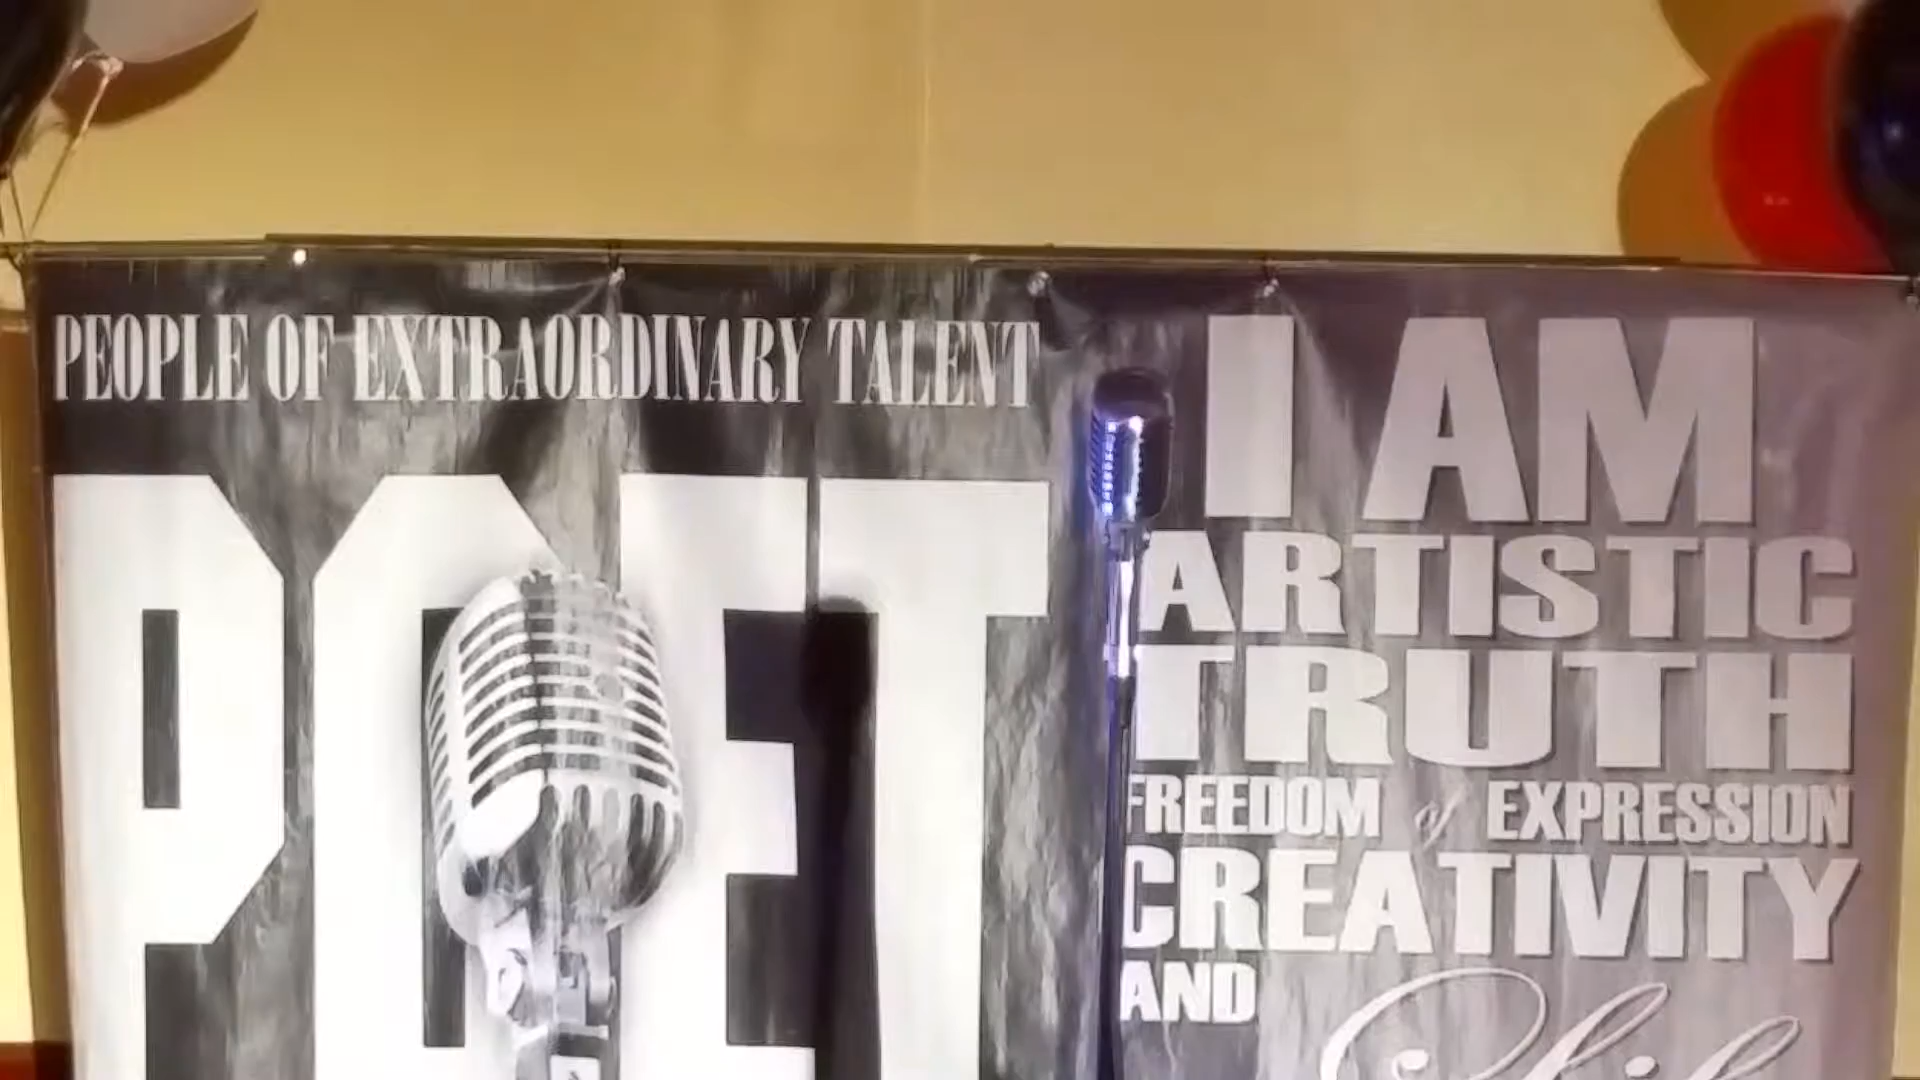 PEOPLE OF EXTRAORDINARY TALENT
POET
I AM
ARTISTIC
TRUTH
FREEDOM of EXPRESSION
CREATIVITY
AND